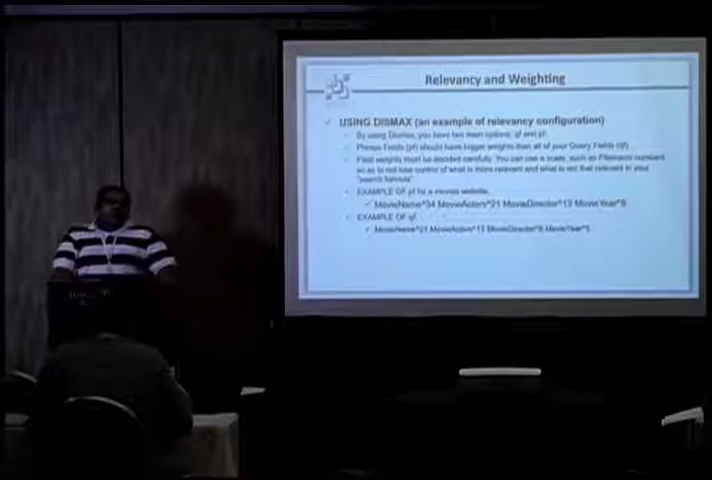 Relevancy and Weighting
✓ USING DISMAX (an example of relevancy configuration)
By using Dismax, you have two main options, qf and pf.
Phrase Fields (pf) should have bigger weights than all of your Query Fields (qf).
Field weights must be decided carefully. You can use a scale, such as Fibonacci numbers
so as to not lose control of what is more relevant and what is not that relevant in your
"search formula"
EXAMPLE OF pf for a movies website
✓ MovieName^34 MovieActors^21 MovieDirector^13 MovieYear^8
EXAMPLE OF qf
✓ MovieName^21 MovieActors^13 MovieDirector^8 MovieYear^5